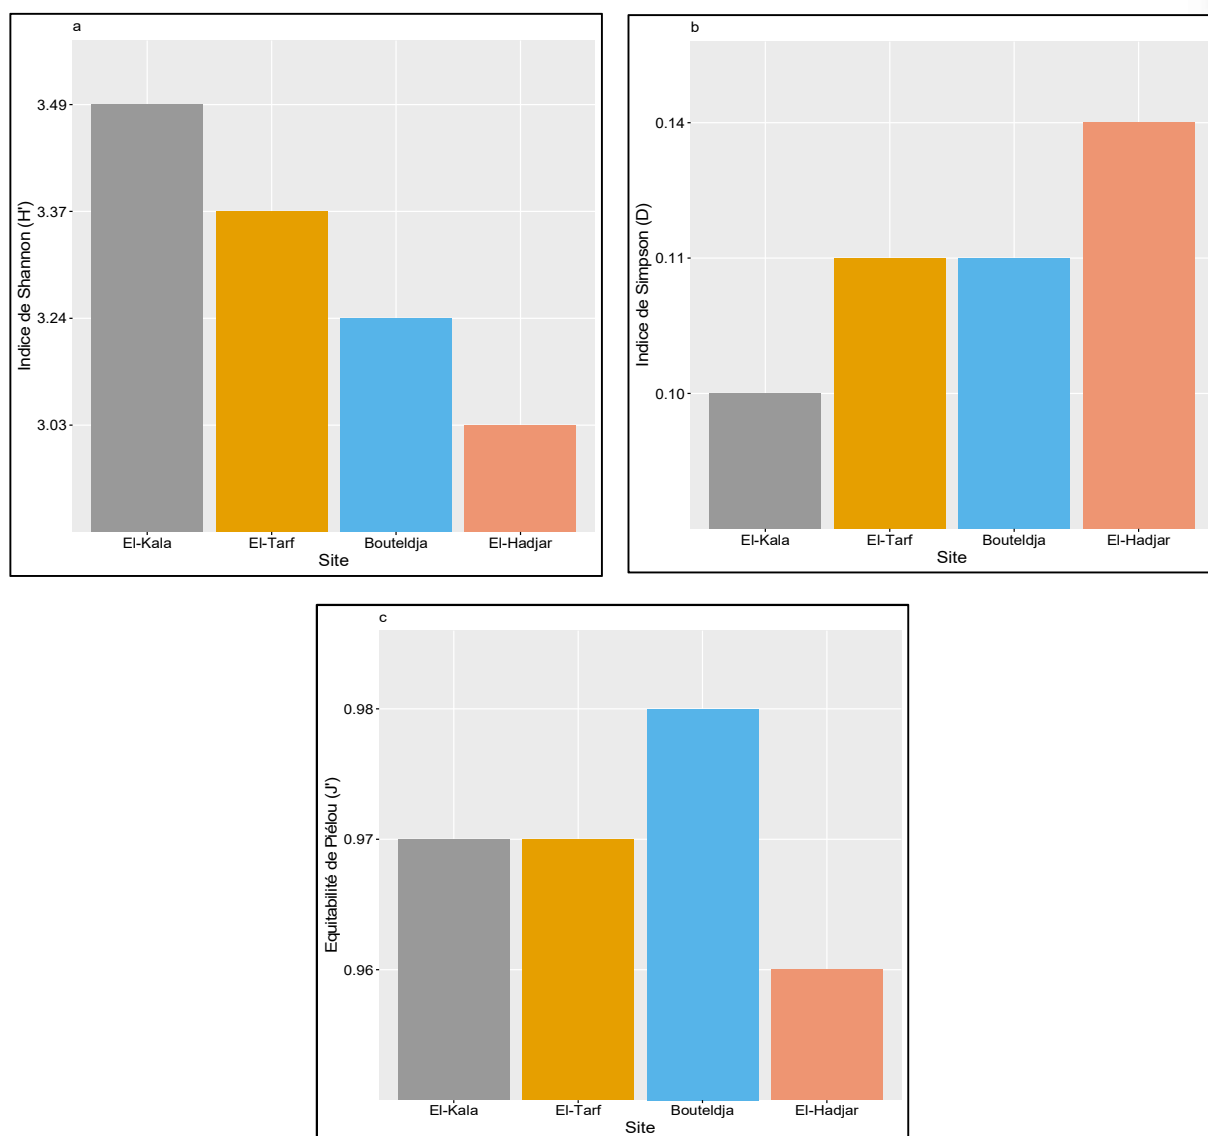 a
Indice de Shannon (H')
3.49
3.37
3.24
3.03
El-Kala El-Tarf Bouteldja El-Hadjar
Site
b
Indice de Simpson (D)
0.14
0.11
0.10
El-Kala El-Tarf Bouteldja El-Hadjar
Site
c
Equitabilité de Piélou (J')
0.98
0.97
0.96
El-Kala El-Tarf Bouteldja El-Hadjar
Site